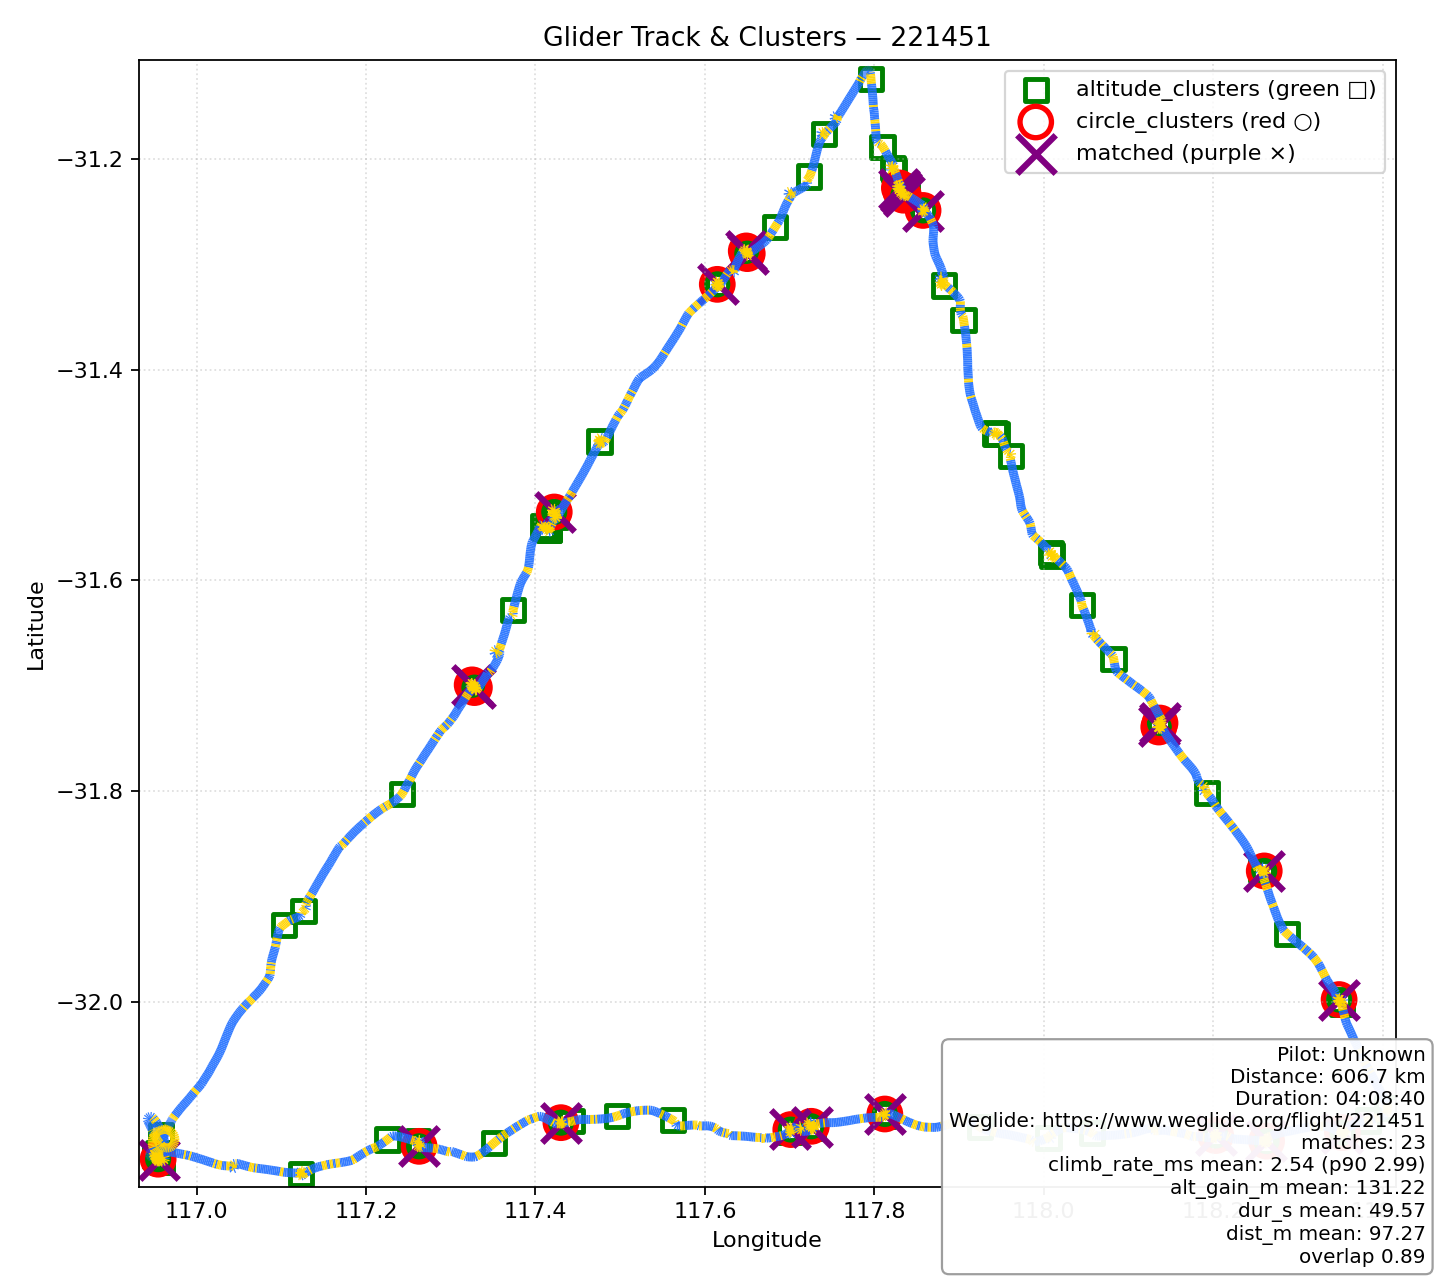 Glider Track & Clusters — 221451
altitude_clusters (green □)
circle_clusters (red ○)
matched (purple ×)
−31.2
−31.4
−31.6
−31.8
−32.0
Latitude
117.0
117.2
117.4
117.6
117.8
118.0
Longitude
Pilot: Unknown
Distance: 606.7 km
Duration: 04:08:40
Weglide: https://www.weglide.org/flight/221451
matches: 23
climb_rate_ms mean: 2.54 (p90 2.99)
alt_gain_m mean: 131.22
dur_s mean: 49.57
dist_m mean: 97.27
overlap 0.89